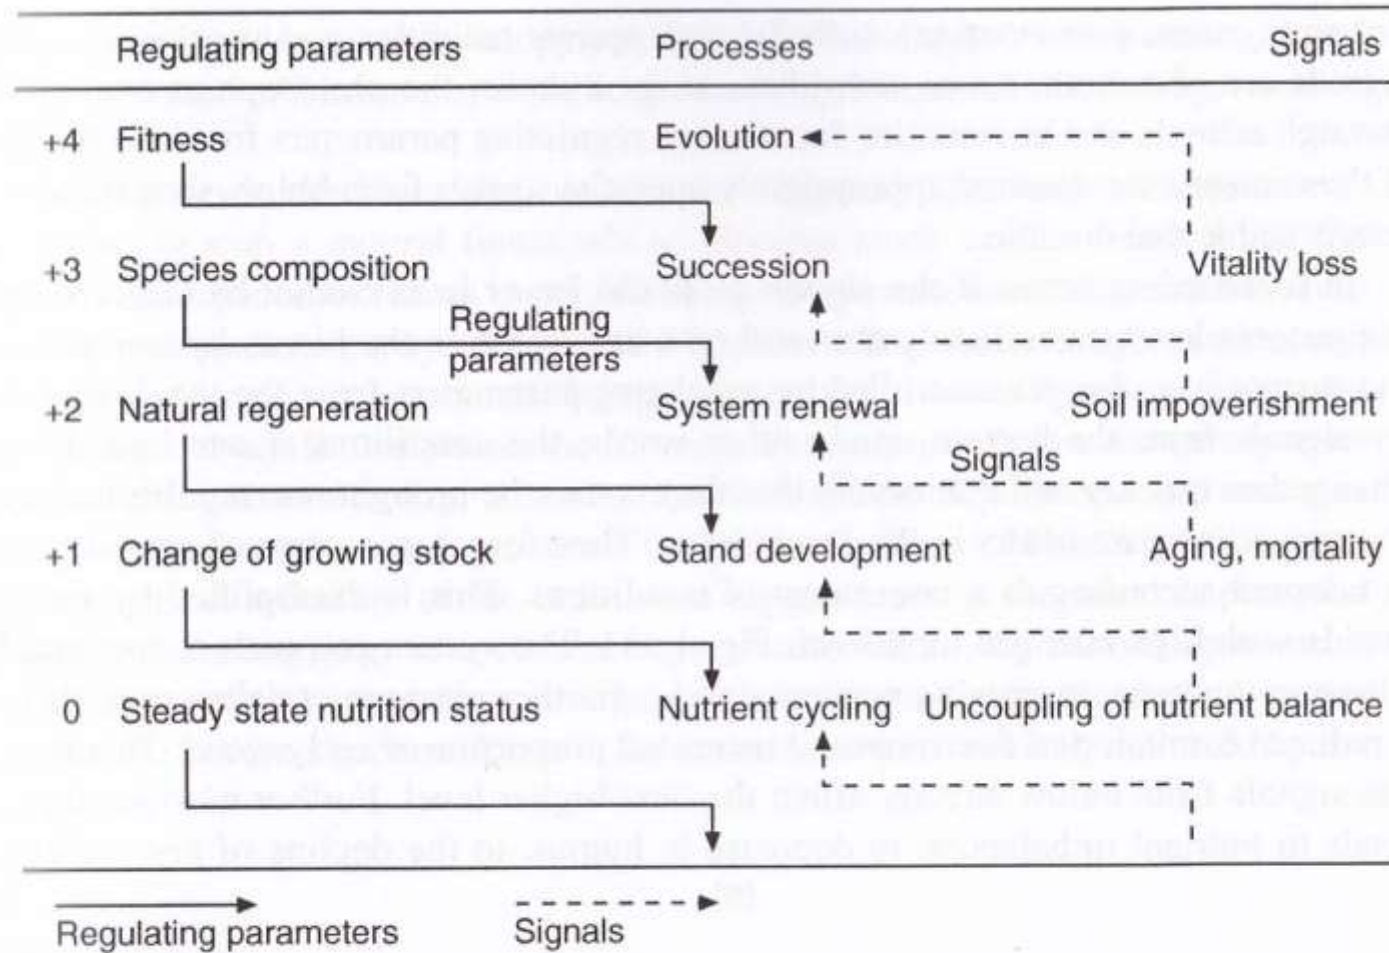 Regulating parameters Processes Signals
+4 Fitness Evolution
+3 Species composition Succession Vitality loss
Regulating
parameters
+2 Natural regeneration System renewal Soil impoverishment
Signals
+1 Change of growing stock Stand development Aging, mortality
0 Steady state nutrition status Nutrient cycling Uncoupling of nutrient balance
Regulating parameters Signals